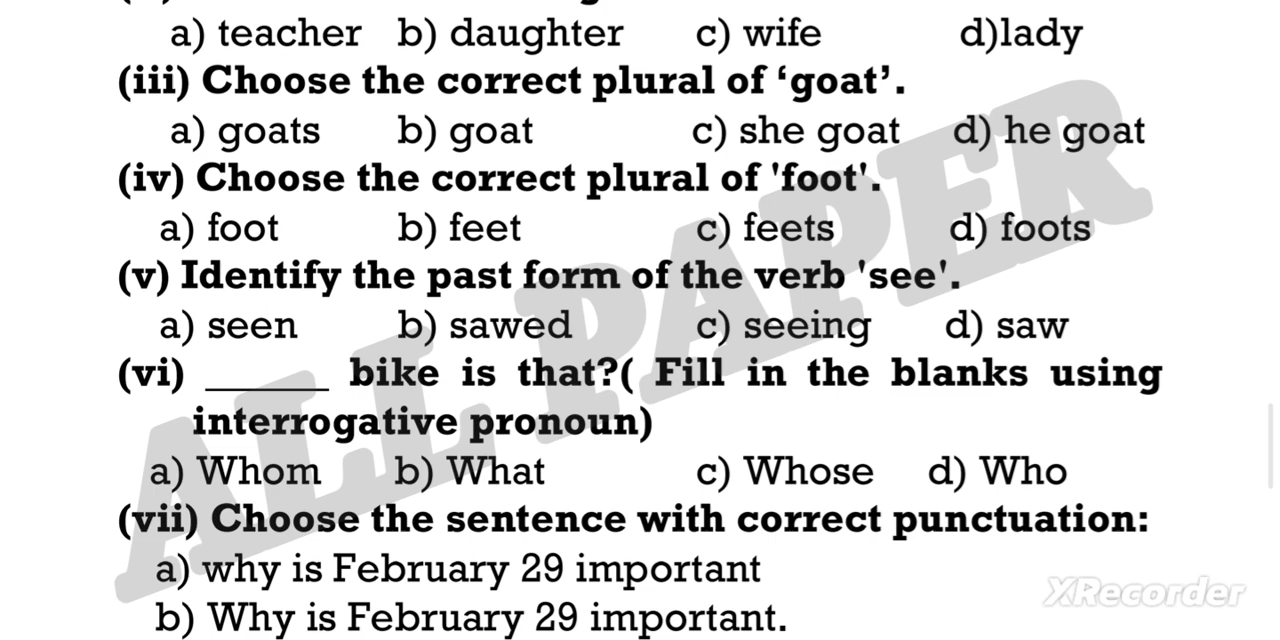 a) teacher b) daughter c) wife d)lady
(iii) Choose the correct plural of ‘goat’.
a) goats b) goat c) she goat d) he goat
(iv) Choose the correct plural of 'foot'.
a) foot b) feet c) feets d) foots
(v) Identify the past form of the verb 'see'.
a) seen b) sawed c) seeing d) saw
(vi) ______ bike is that?( Fill in the blanks using
interrogative pronoun)
a) Whom b) What c) Whose d) Who
(vii) Choose the sentence with correct punctuation:
a) why is February 29 important
b) Why is February 29 important.
ALL PAPER
XRecorder